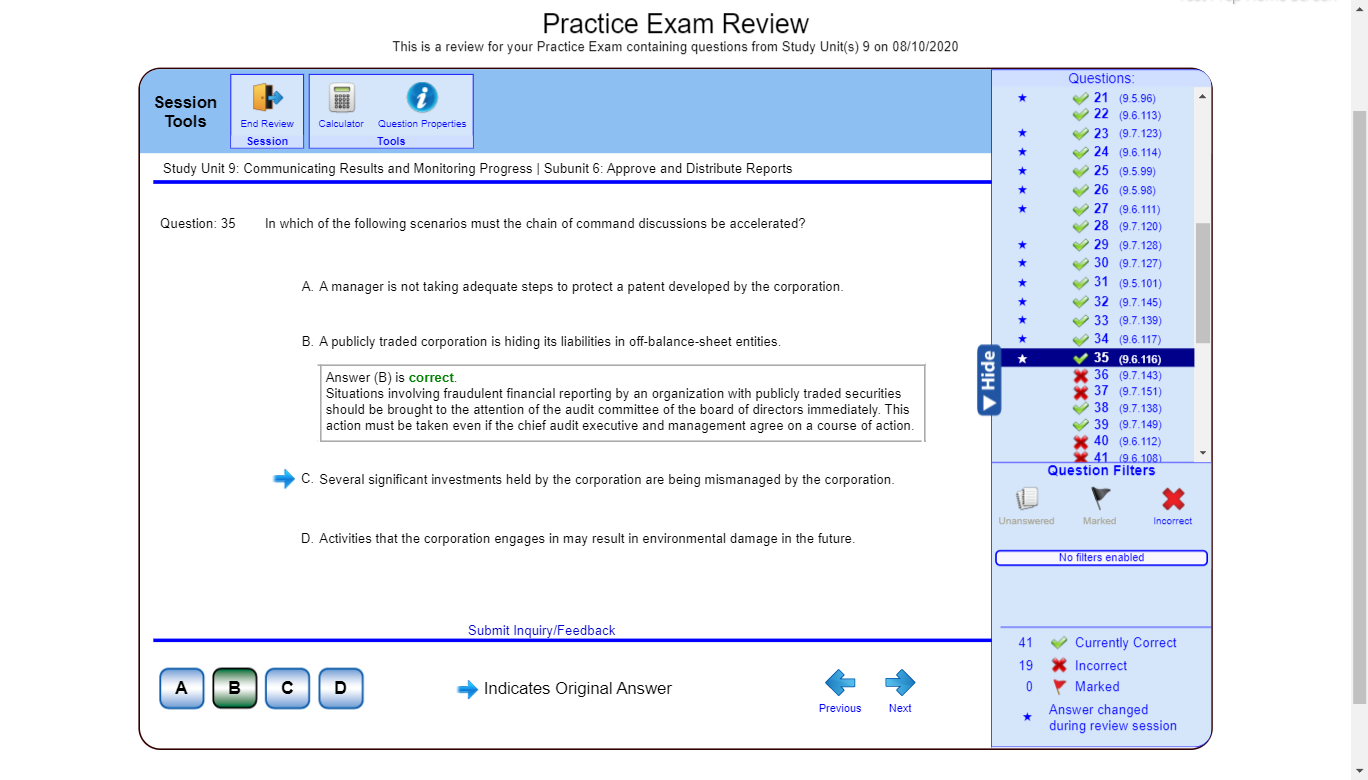 Practice Exam Review
This is a review for your Practice Exam containing questions from Study Unit(s) 9 on 08/10/2020
Session
Tools
End Review
Session
Calculator
Question Properties
Tools
Study Unit 9: Communicating Results and Monitoring Progress | Subunit 6: Approve and Distribute Reports
Question: 35
In which of the following scenarios must the chain of command discussions be accelerated?
A. A manager is not taking adequate steps to protect a patent developed by the corporation.
B. A publicly traded corporation is hiding its liabilities in off-balance-sheet entities.
Answer (B) is correct.
Situations involving fraudulent financial reporting by an organization with publicly traded securities
should be brought to the attention of the audit committee of the board of directors immediately. This
action must be taken even if the chief audit executive and management agree on a course of action.
C. Several significant investments held by the corporation are being mismanaged by the corporation.
D. Activities that the corporation engages in may result in environmental damage in the future.
Submit Inquiry/Feedback
A
B
C
D
Indicates Original Answer
Previous
Next
Hide
Questions:
21 (9.5.96)
22 (9.6.113)
23 (9.7.123)
24 (9.6.114)
25 (9.5.99)
26 (9.5.98)
27 (9.6.111)
28 (9.7.120)
29 (9.7.128)
30 (9.7.127)
31 (9.5.101)
32 (9.7.145)
33 (9.7.139)
34 (9.6.117)
35 (9.6.116)
36 (9.7.143)
37 (9.7.151)
38 (9.7.138)
39 (9.7.149)
40 (9.6.112)
41 (9.6.108)
Question Filters
Unanswered
Marked
Incorrect
No filters enabled
41 Currently Correct
19 Incorrect
0 Marked
Answer changed
during review session